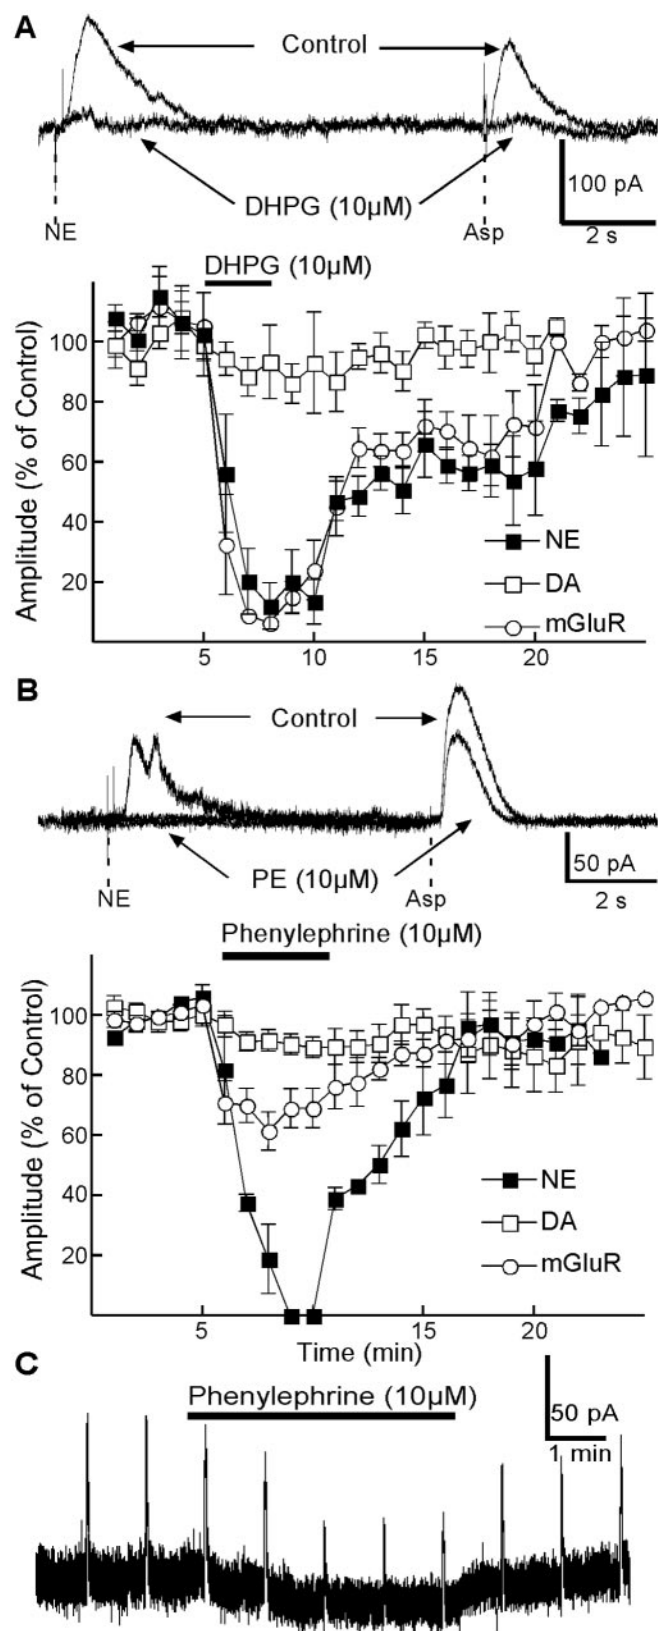 A
Control
DHPG (10µM)
NE
Asp
100 pA
2 s
DHPG (10µM)
Amplitude (% of Control)
100
80
60
40
20
NE
DA
mGluR
5
10
15
20
B
Control
PE (10µM)
NE
Asp
50 pA
2 s
Phenylephrine (10µM)
Amplitude (% of Control)
100
80
60
40
20
NE
DA
mGluR
5
15
20
Time (min)
C
Phenylephrine (10µM)
50 pA
1 min